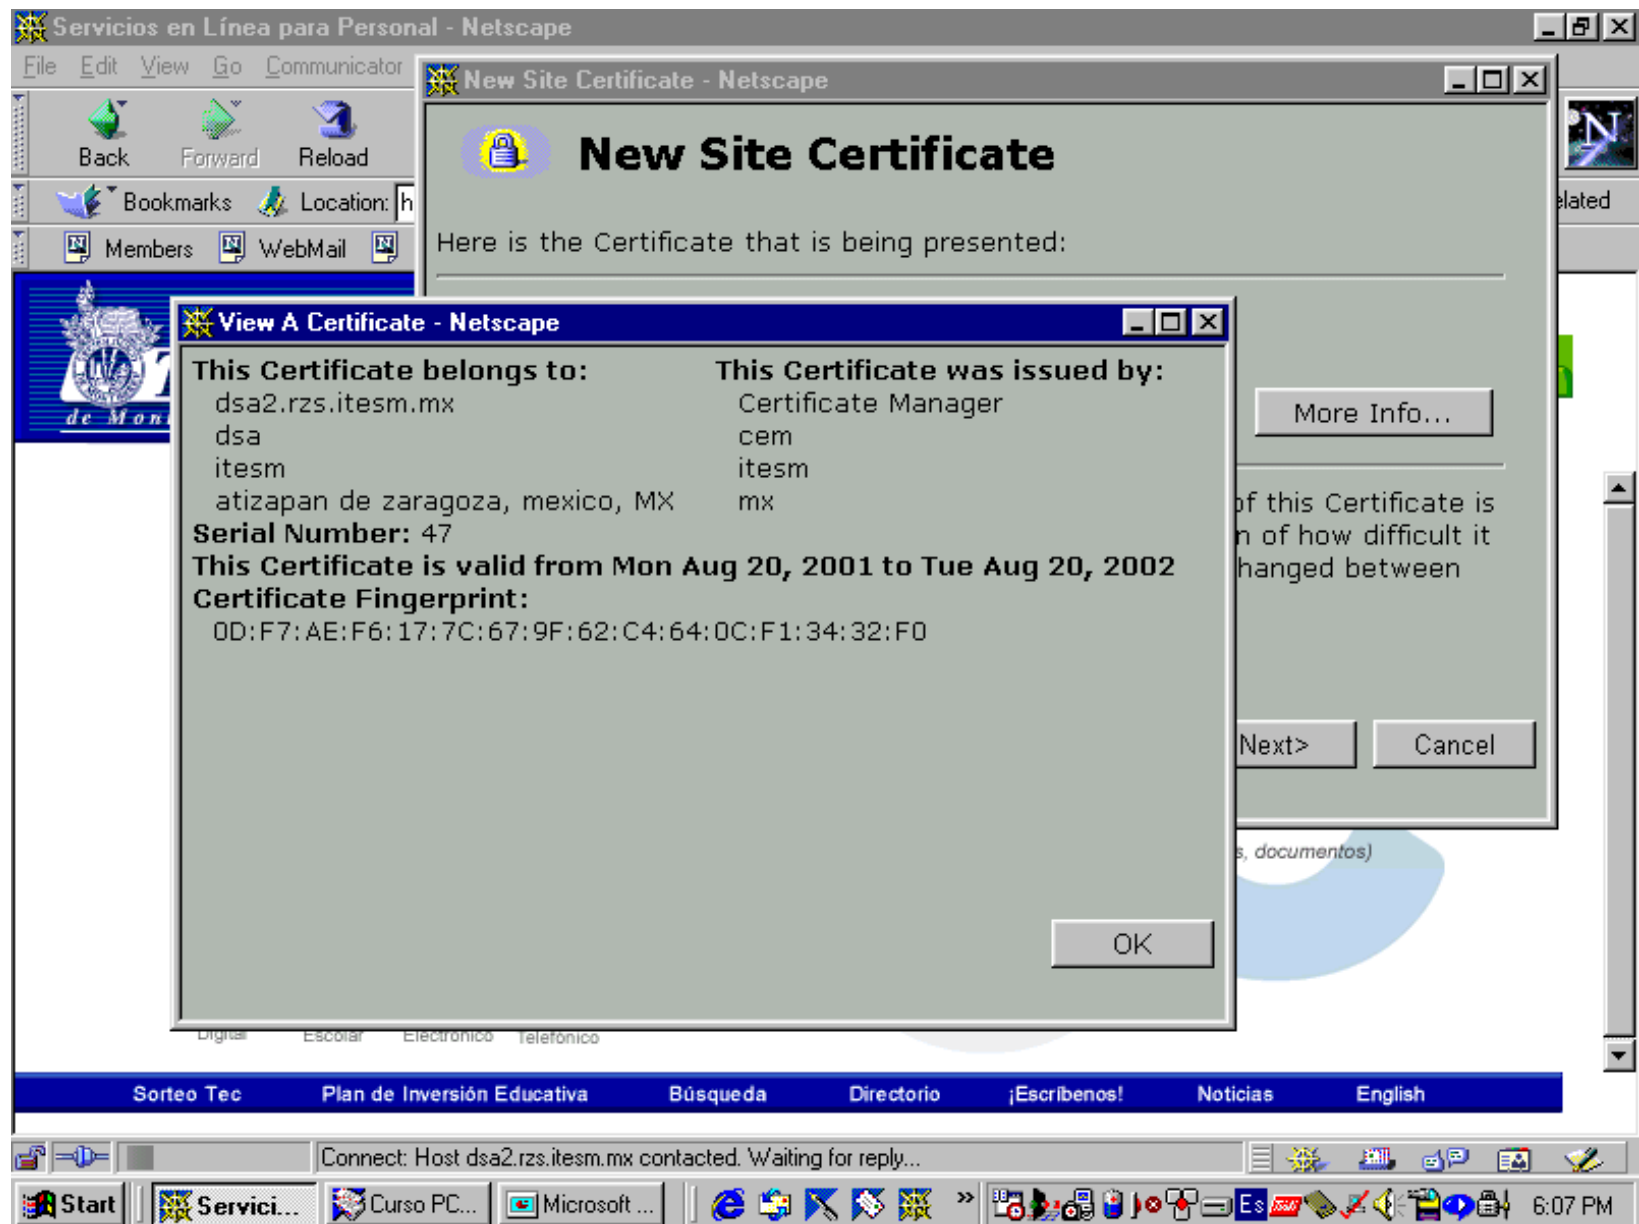 Servicios en Línea para Personal - Netscape
File Edit View Go Communicator
New Site Certificate - Netscape
Back Forward Reload
New Site Certificate
N
Bookmarks Location: h
elated
Members WebMail
Here is the Certificate that is being presented:
View A Certificate - Netscape
This Certificate belongs to:
dsa2.rzs.itesm.mx
dsa
itesm
atizapan de zaragoza, mexico, MX
This Certificate was issued by:
Certificate Manager
cem
itesm
mx
Serial Number: 47
This Certificate is valid from Mon Aug 20, 2001 to Tue Aug 20, 2002
Certificate Fingerprint:
0D:F7:AE:F6:17:7C:67:9F:62:C4:64:0C:F1:34:32:F0
OK
de Mon
More Info...
of this Certificate is
n of how difficult it
hanged between
Next> Cancel
s, documentos)
Digital Escolar Electrónico Telefónico
Sorteo Tec Plan de Inversión Educativa Búsqueda Directorio ¡Escríbenos! Noticias English
Connect: Host dsa2.rzs.itesm.mx contacted. Waiting for reply...
Start Servici... Curso PC... Microsoft ... » Es 6:07 PM